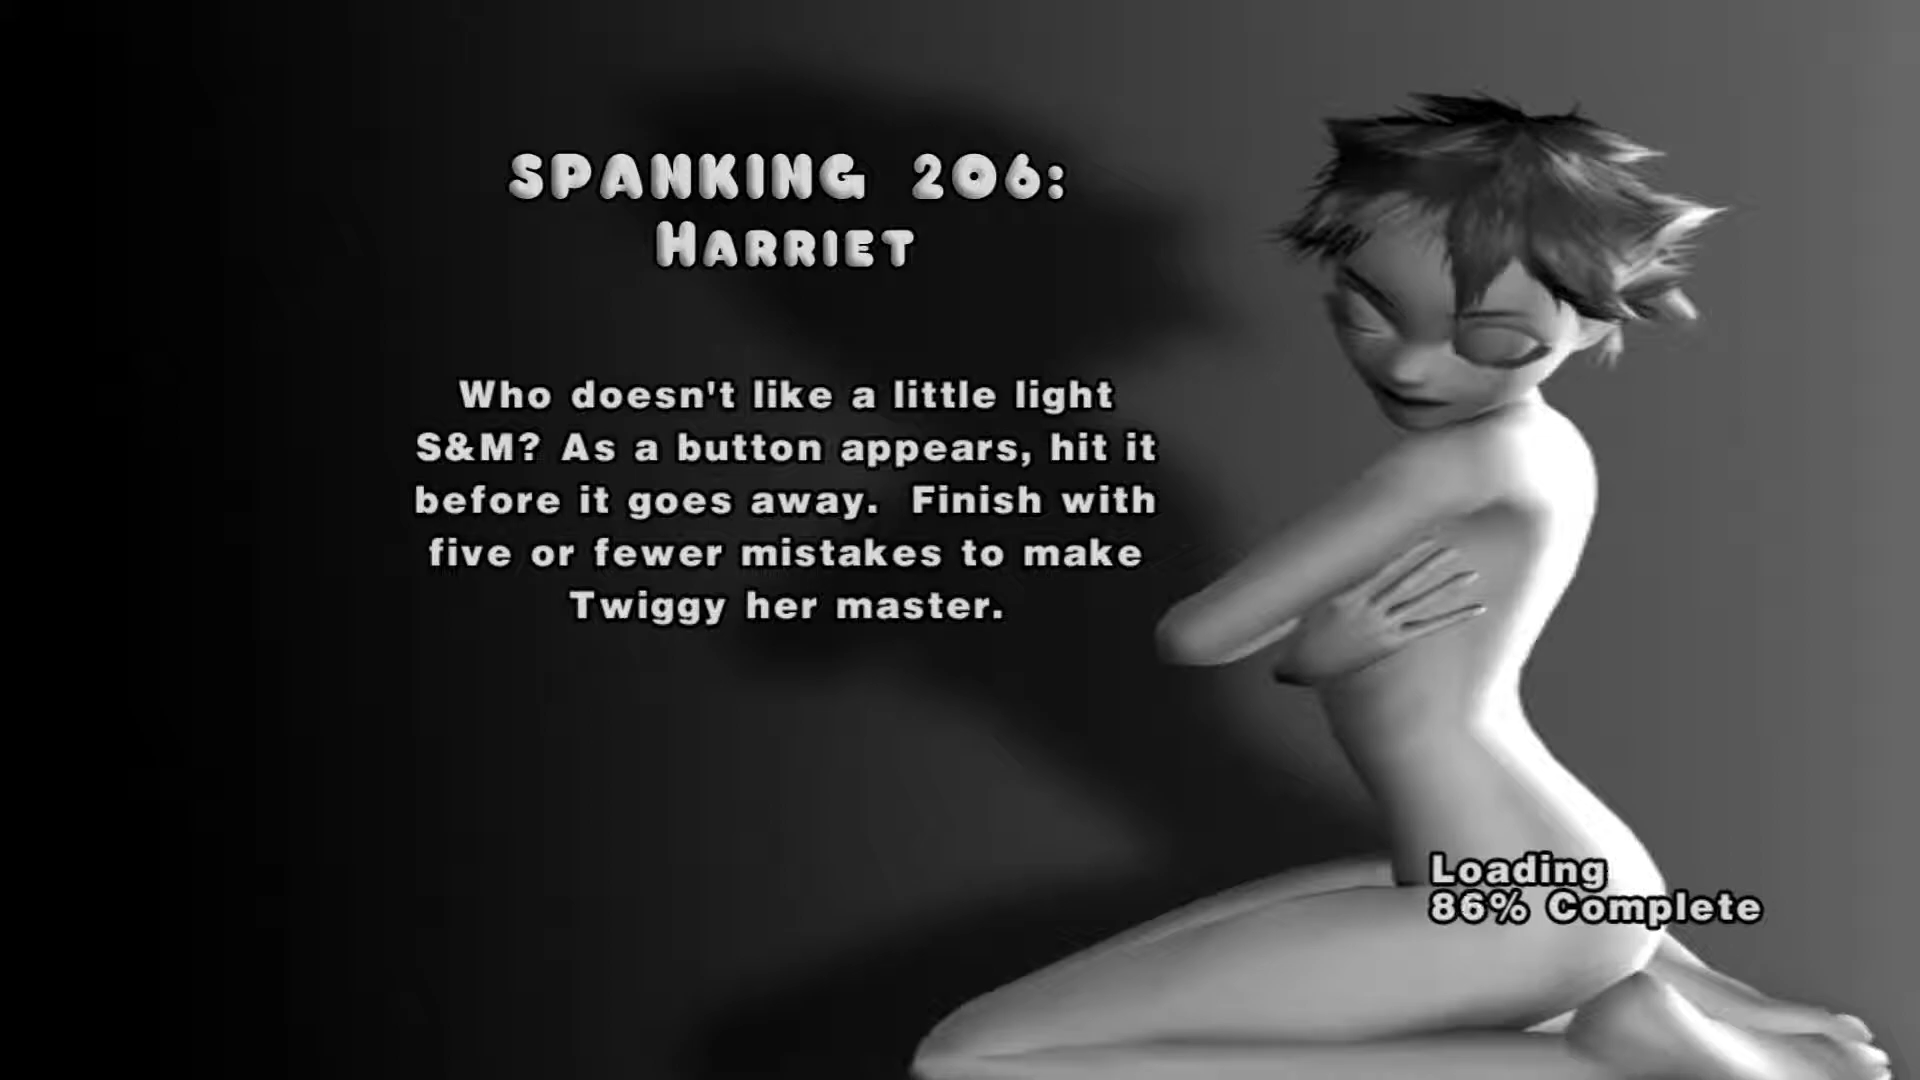 SPANKING 206:
HARRIET
Who doesn't like a little light
S&M? As a button appears, hit it
before it goes away.  Finish with
five or fewer mistakes to make
Twiggy her master.
Loading
86% Complete